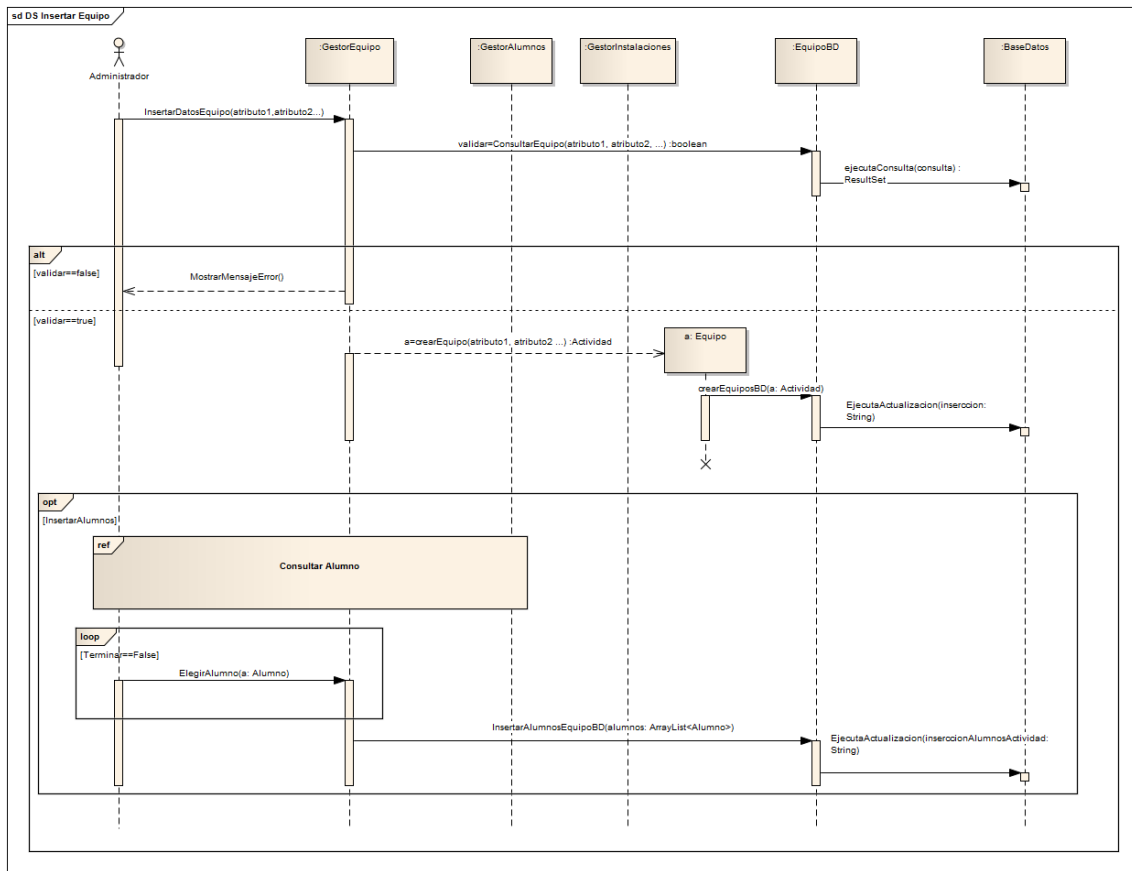 sd DS Insertar Equipo
Administrador
:GestorEquipo
:GestorAlumnos
:GestorInstalaciones
:EquipoBD
:BaseDatos
InsertarDatosEquipo(atributo1,atributo2...)
validar=ConsultarEquipo(atributo1, atributo2, ...) :boolean
ejecutaConsulta(consulta) :
ResultSet
alt
[validar==false]
MostrarMensajeError()
[validar==true]
a=crearEquipo(atributo1, atributo2 ...) :Actividad
a: Equipo
crearEquiposBD(a: Actividad)
EjecutaActualizacion(inserccion:
String)
opt
[InsertarAlumnos]
ref
Consultar Alumno
loop
[Terminar==False]
ElegirAlumno(a: Alumno)
InsertarAlumnosEquipoBD(alumnos: ArrayList<Alumno>)
EjecutaActualizacion(inserccionAlumnosActividad:
String)